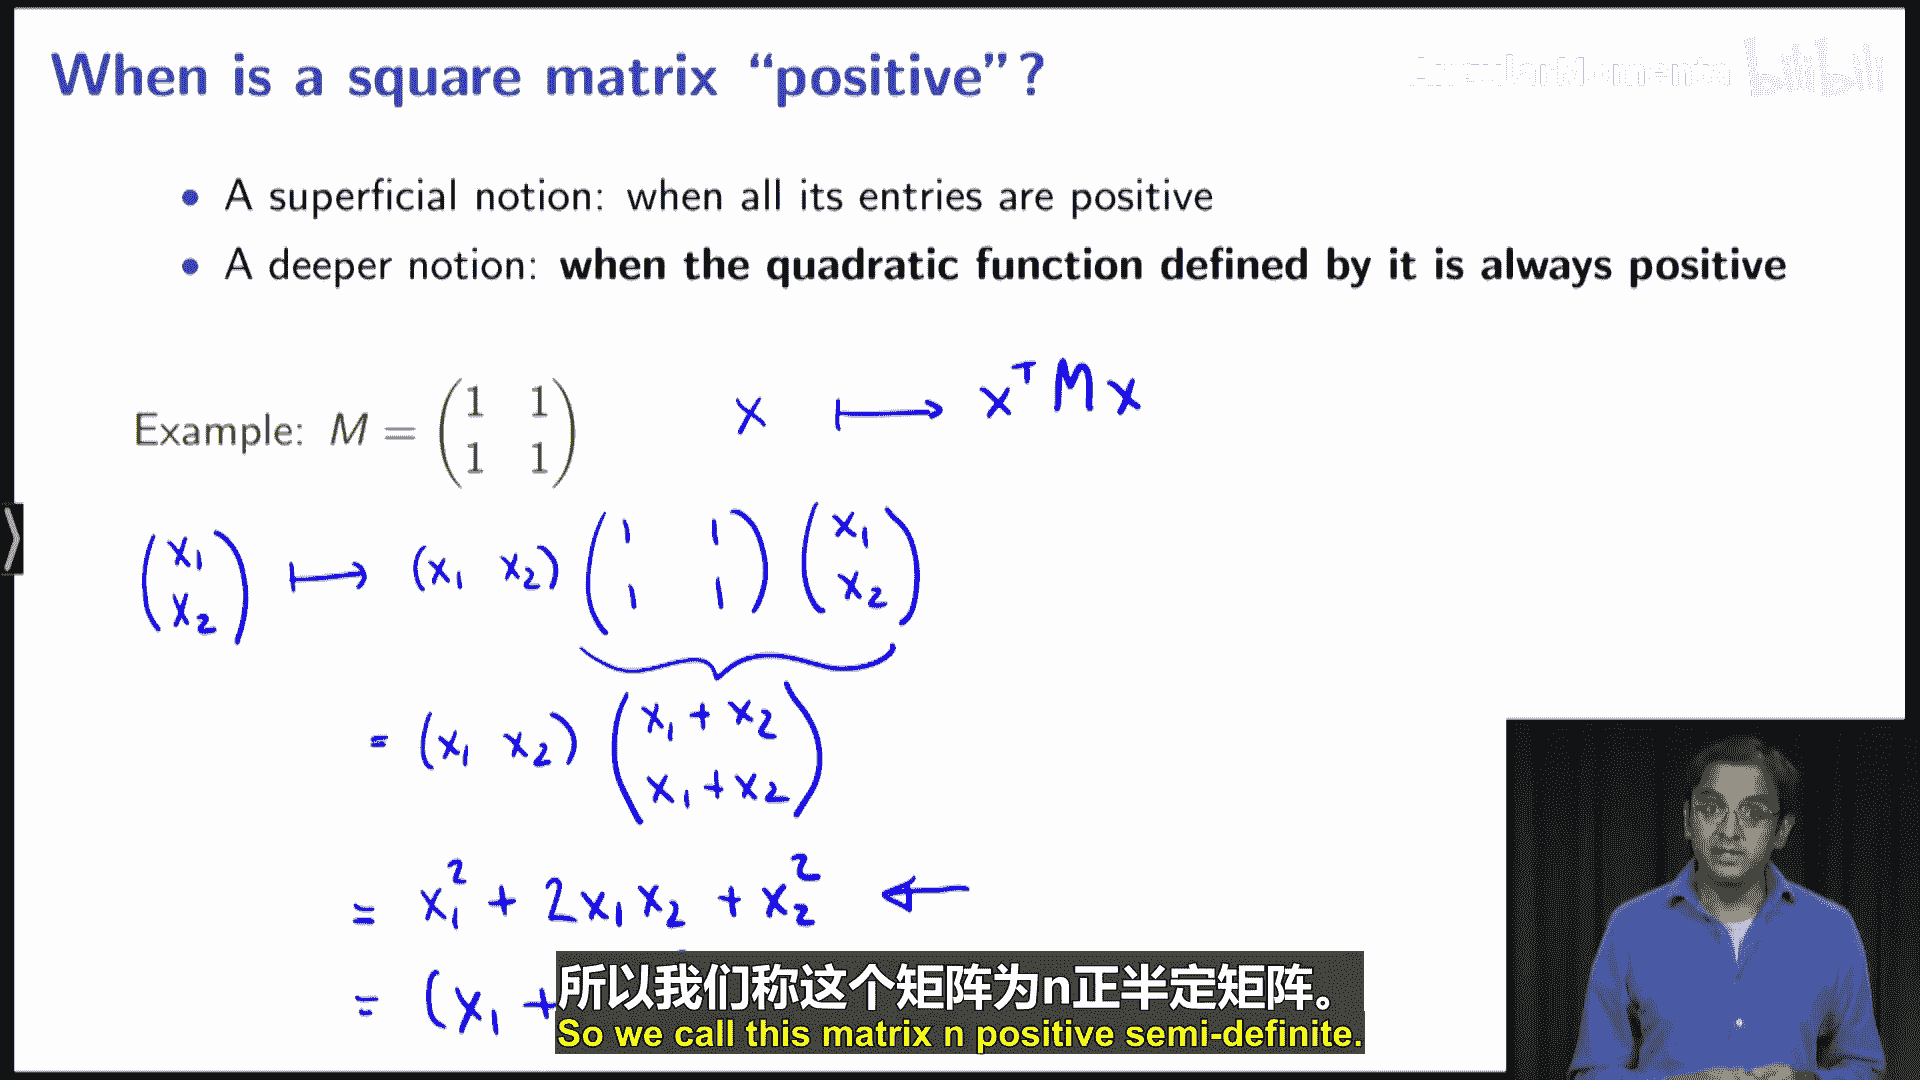 When is a square matrix “positive”?
bilibili
• A superficial notion: when all its entries are positive
• A deeper notion: when the quadratic function defined by it is always positive
Example: M = (1 1; 1 1) x ↦ xᵀMx
(x₁; x₂) ↦ (x₁ x₂) (1 1; 1 1) (x₁; x₂)
= (x₁ x₂) (x₁ + x₂; x₁ + x₂)
= x₁² + 2x₁x₂ + x₂² ←
= (x₁ +
所以我们称这个矩阵为n正半定矩阵。
So we call this matrix n positive semi-definite.